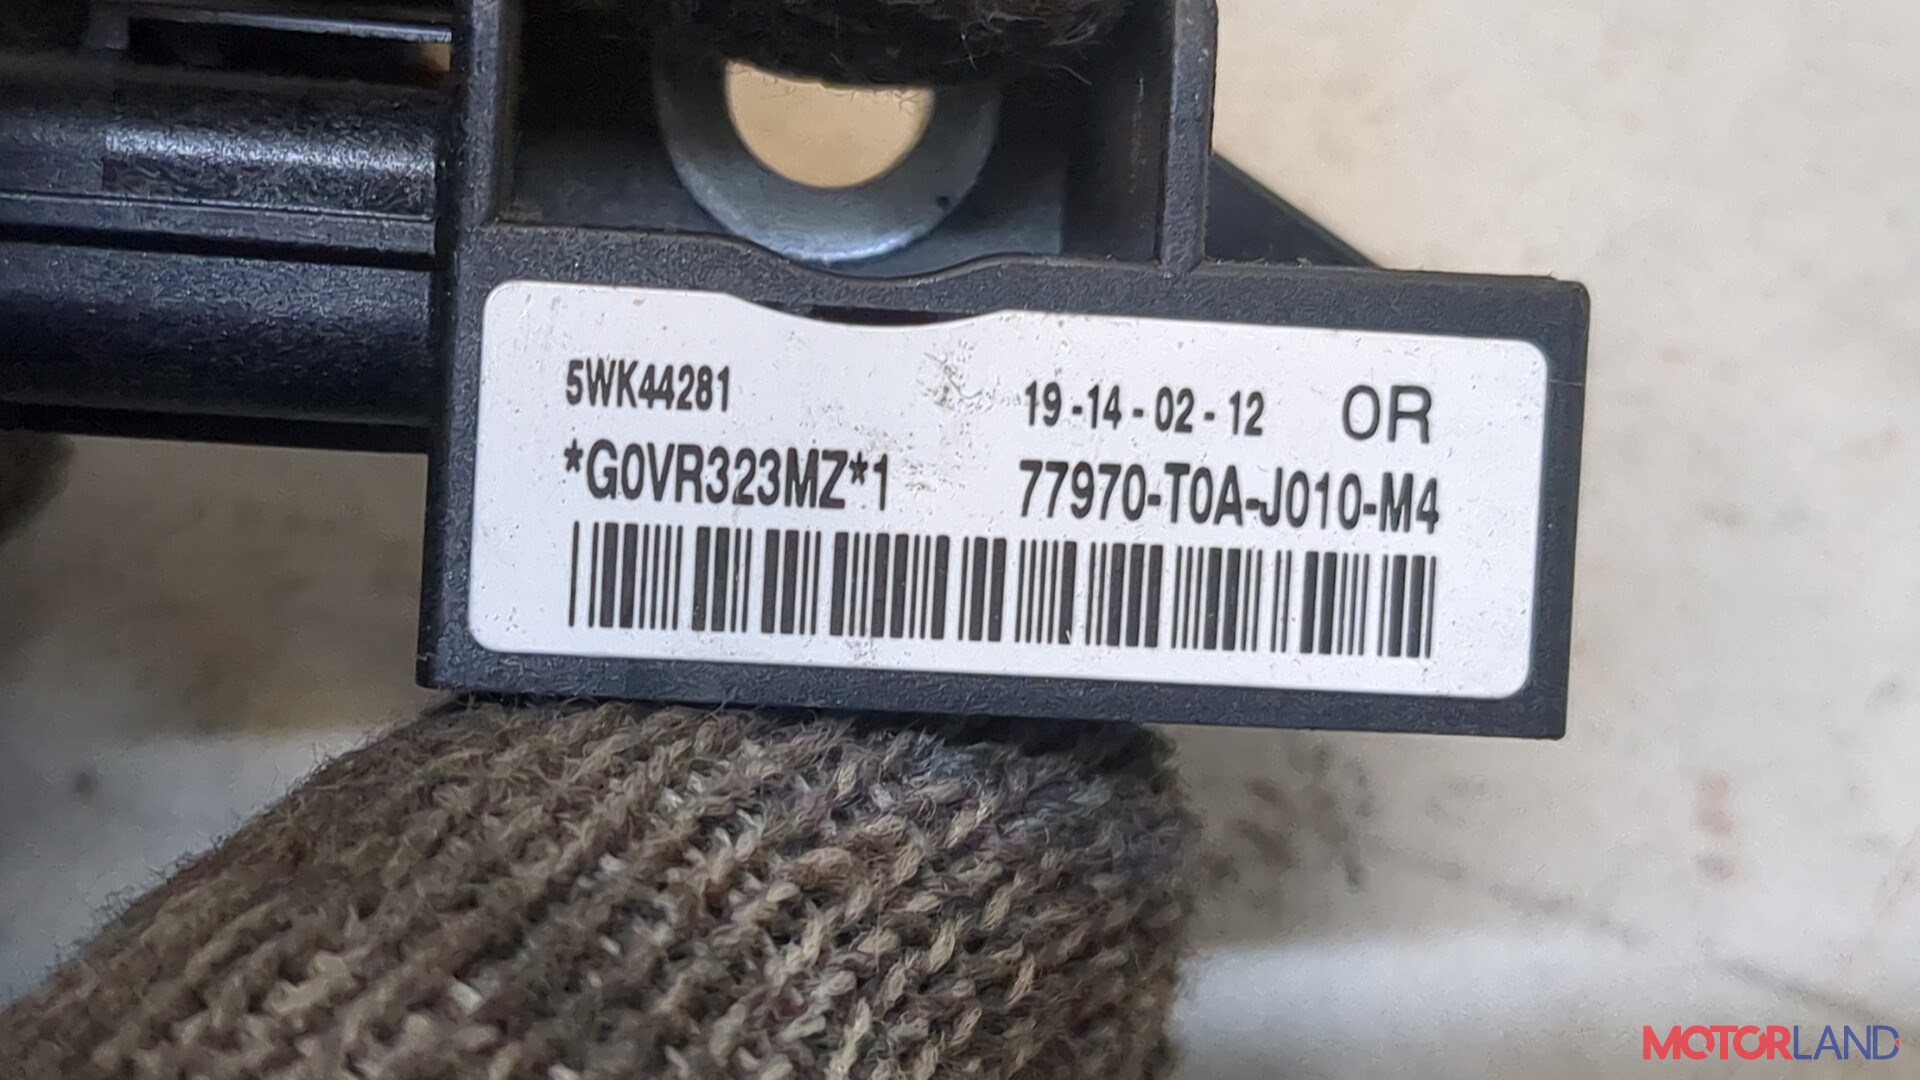 5WK44281 19-14-02-12 OR
*G0VR323MZ*1 77970-T0A-J010-M4
MOTORLAND